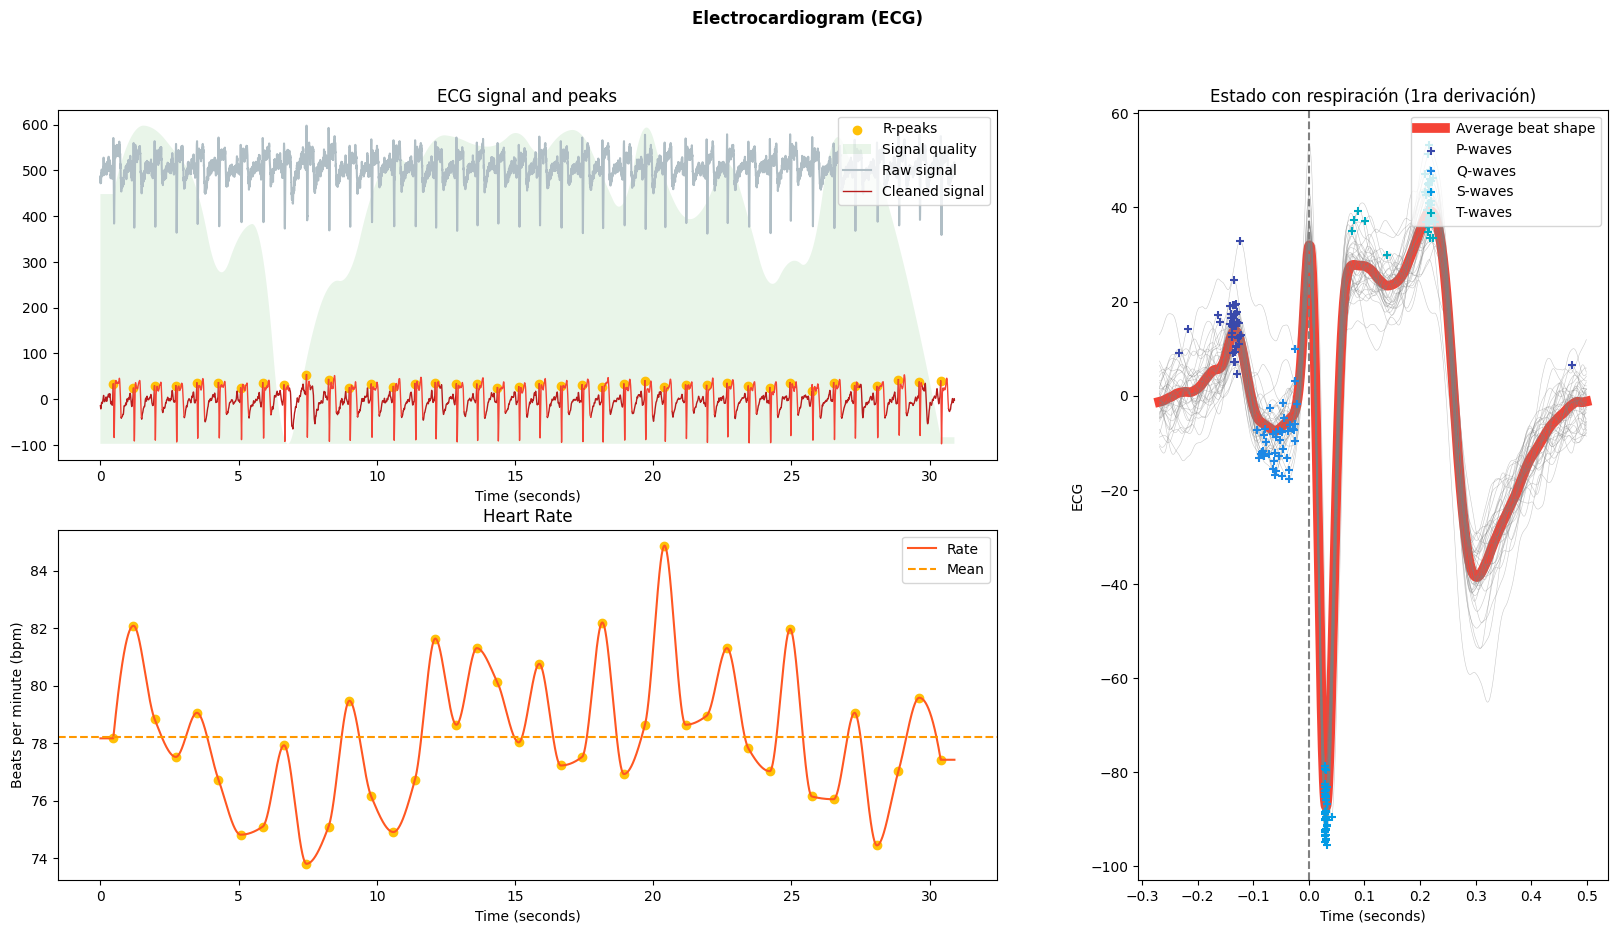 Electrocardiogram (ECG)
ECG signal and peaks
600
500
400
300
200
100
0
−100
R-peaks
Signal quality
Raw signal
Cleaned signal
0 5 10 15 20 25 30
Time (seconds)
Heart Rate
Beats per minute (bpm)
84
82
80
78
76
74
Rate
Mean
0 5 10 15 20 25 30
Time (seconds)
Estado con respiración (1ra derivación)
ECG
60
40
20
0
−20
−40
−60
−80
−100
Average beat shape
P-waves
Q-waves
S-waves
T-waves
−0.3 −0.2 −0.1 0.0 0.1 0.2 0.3 0.4 0.5
Time (seconds)